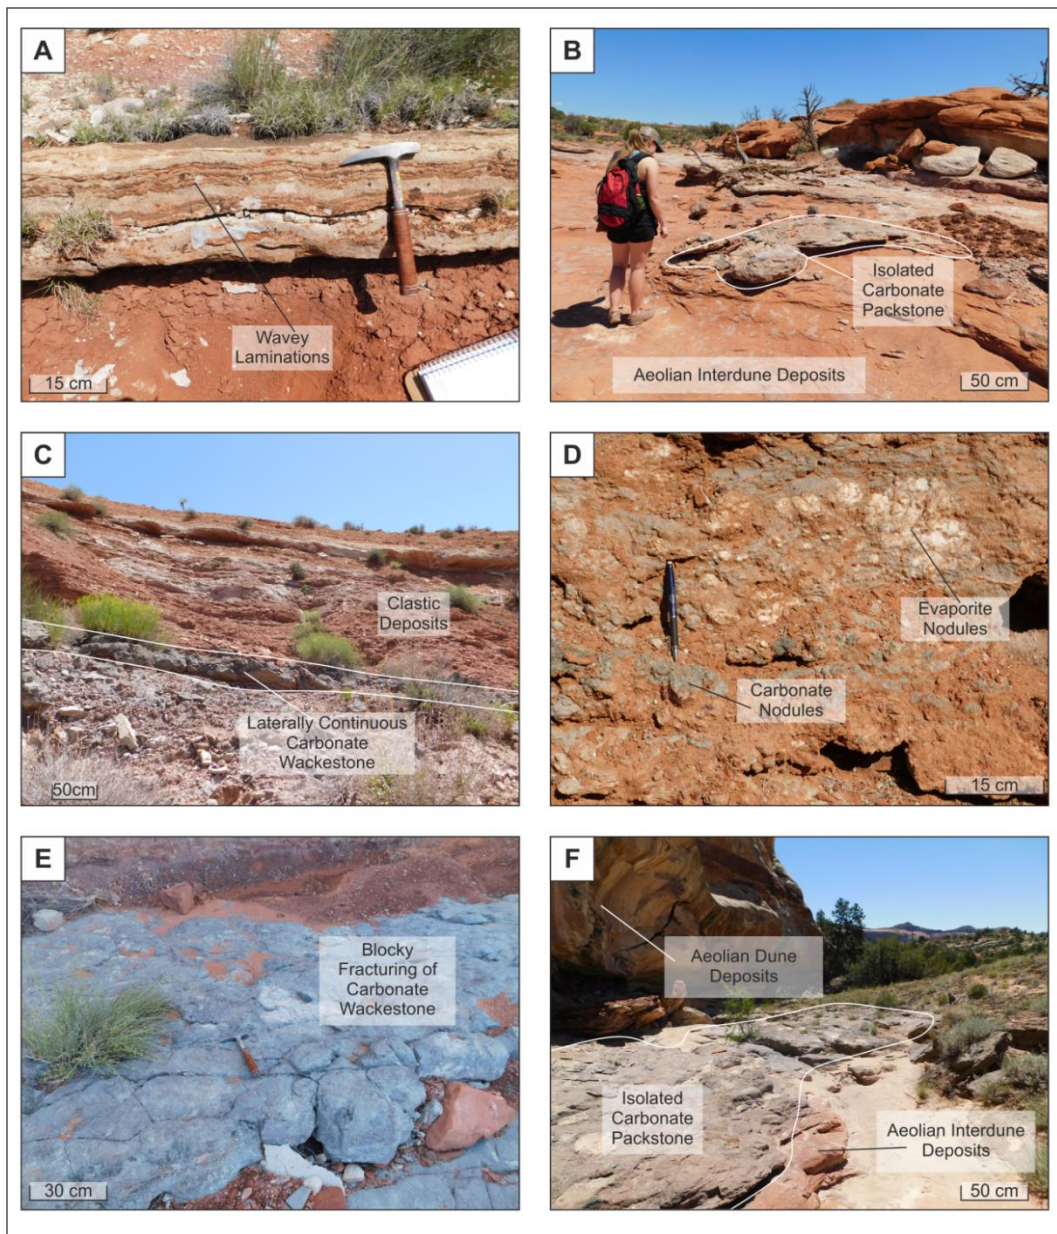 A
Wavey
Laminations
15 cm
B
Isolated
Carbonate
Packstone
Aeolian Interdune Deposits
50 cm
C
Clastic
Deposits
Laterally Continuous
Carbonate
Wackestone
50cm
D
Evaporite
Nodules
Carbonate
Nodules
15 cm
E
Blocky
Fracturing of
Carbonate
Wackestone
30 cm
F
Aeolian Dune
Deposits
Isolated
Carbonate
Packstone
Aeolian Interdune
Deposits
50 cm